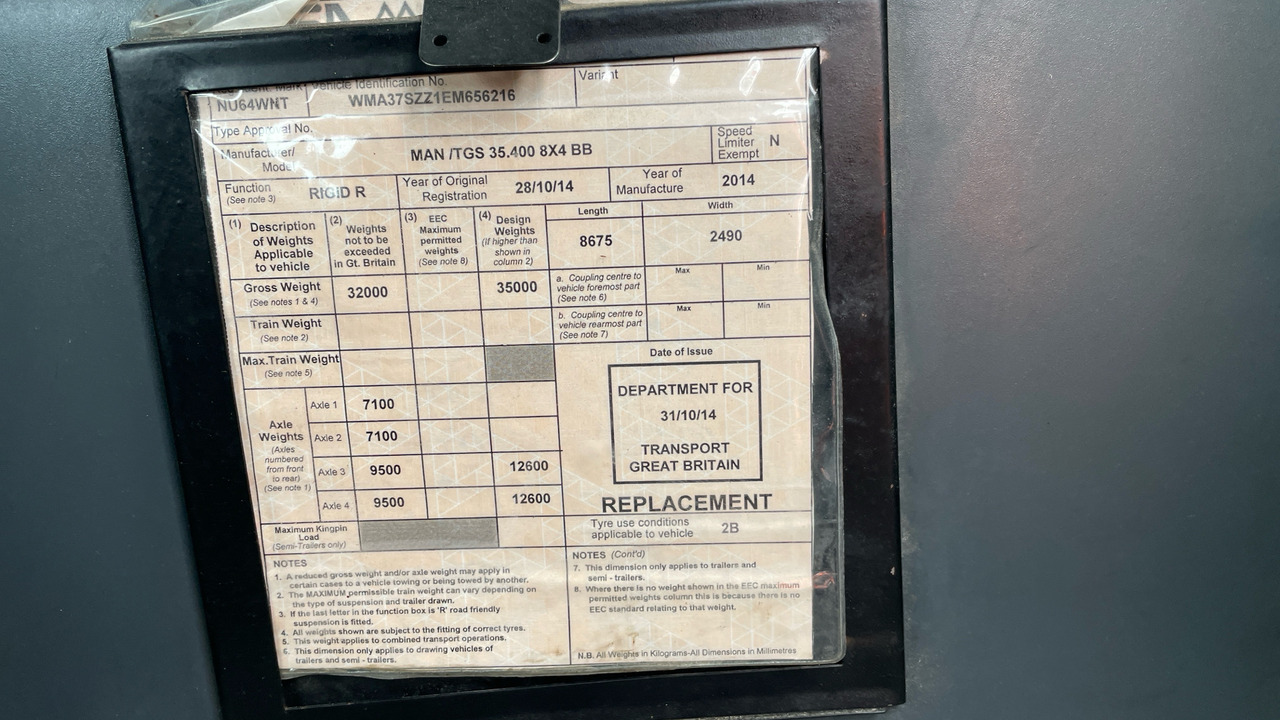 Vehicle Identification No.
Variant
NU64WNT
WMA37SZZ1EM656216
Type Approval No.
Manufacturer/
Model
MAN /TGS 35.400 8X4 BB
Speed
Limiter
Exempt
N
Function
(See note 3)
RIGID R
Year of Original
Registration
28/10/14
Year of
Manufacture
2014
(1) Description
of Weights
Applicable
to vehicle
(2) Weights
not to be
exceeded
in Gt. Britain
(3) EEC
Maximum
permitted
weights
(See note 8)
(4) Design
Weights
(if higher than
shown in
column 2)
Length
8675
Width
2490
Gross Weight
(See notes 1 & 4)
32000
35000
a. Coupling centre to
vehicle foremost part
(See note 6)
Max
Min
Train Weight
(See note 2)
b. Coupling centre to
vehicle rearmost part
(See note 7)
Max
Min
Max.Train Weight
(See note 5)
Axle
Weights
(Axles
numbered
from front
to rear)
(See note 1)
Axle 1
7100
Axle 2
7100
Axle 3
9500
12600
Axle 4
9500
12600
Date of Issue
DEPARTMENT FOR
31/10/14
TRANSPORT
GREAT BRITAIN
REPLACEMENT
Maximum Kingpin
Load
(Semi-Trailers only)
Tyre use conditions
applicable to vehicle
2B
NOTES
1. A reduced gross weight and/or axle weight may apply in
certain cases to a vehicle towing or being towed by another.
2. The MAXIMUM permissible train weight can vary depending on
the type of suspension and trailer drawn.
3. If the last letter in the function box is 'R' road friendly
suspension is fitted.
4. All weights shown are subject to the fitting of correct tyres.
5. This weight applies to combined transport operations.
6. This dimension only applies to drawing vehicles of
trailers and semi - trailers.
NOTES (Cont'd)
7. This dimension only applies to trailers and
semi - trailers.
8. Where there is no weight shown in the EEC maximum
permitted weights column this is because there is no
EEC standard relating to that weight.
N.B. All Weights in Kilograms-All Dimensions in Millimetres